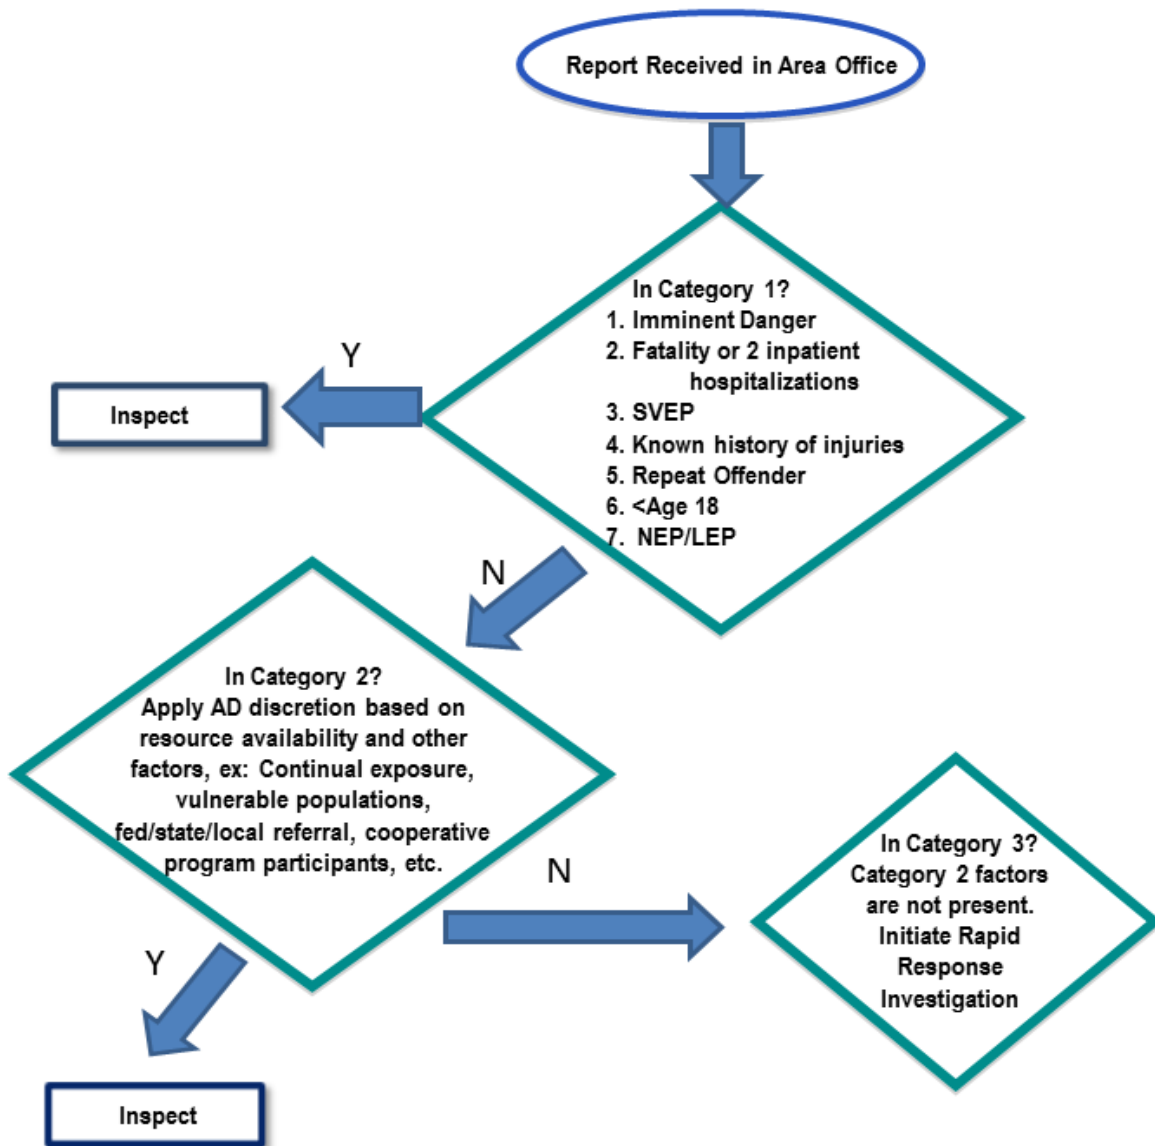 Report Received in Area Office
In Category 1?
1. Imminent Danger
2. Fatality or 2 inpatient
hospitalizations
3. SVEP
4. Known history of injuries
5. Repeat Offender
6. <Age 18
7. NEP/LEP
Y
Inspect
N
In Category 2?
Apply AD discretion based on
resource availability and other
factors, ex: Continual exposure,
vulnerable populations,
fed/state/local referral, cooperative
program participants, etc.
N
In Category 3?
Category 2 factors
are not present.
Initiate Rapid
Response
Investigation
Y
Inspect